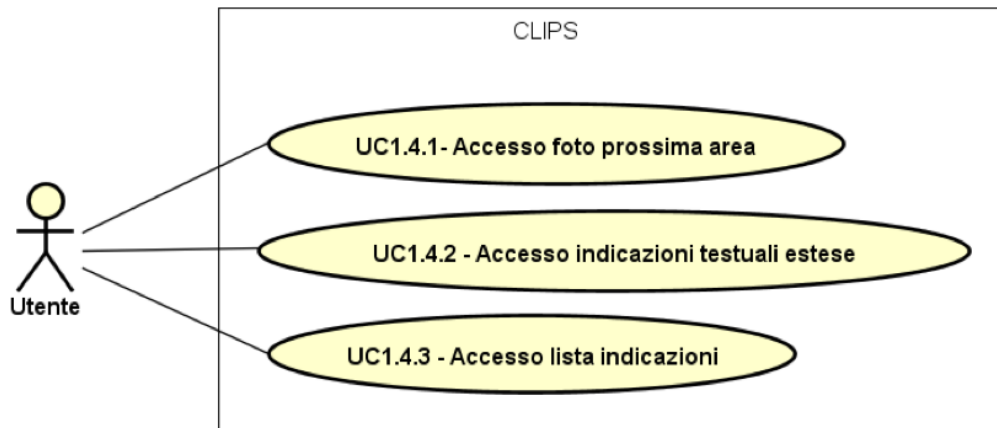 CLIPS
UC1.4.1- Accesso foto prossima area
UC1.4.2 - Accesso indicazioni testuali estese
Utente
UC1.4.3 - Accesso lista indicazioni